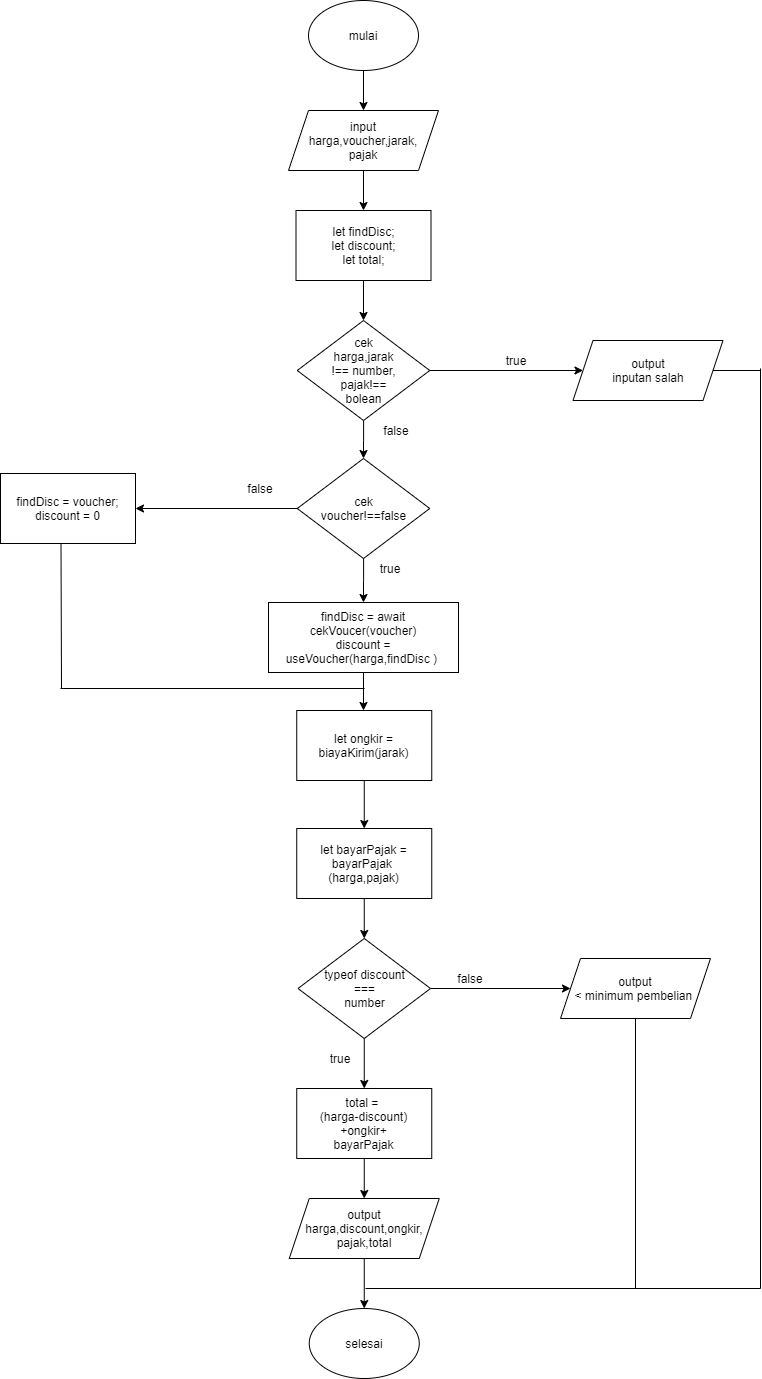 mulai
input
harga,voucher,jarak,
pajak
let findDisc;
let discount;
let total;
cek
harga,jarak
!== number,
pajak!==
bolean
true
output
inputan salah
false
cek
voucher!==false
false
findDisc = voucher;
discount = 0
true
findDisc = await
cekVoucer(voucher)
discount =
useVoucher(harga,findDisc )
let ongkir =
biayaKirim(jarak)
let bayarPajak =
bayarPajak
(harga,pajak)
typeof discount
===
number
false
output
< minimum pembelian
true
total =
(harga-discount)
+ongkir+
bayarPajak
output
harga,discount,ongkir,
pajak,total
selesai